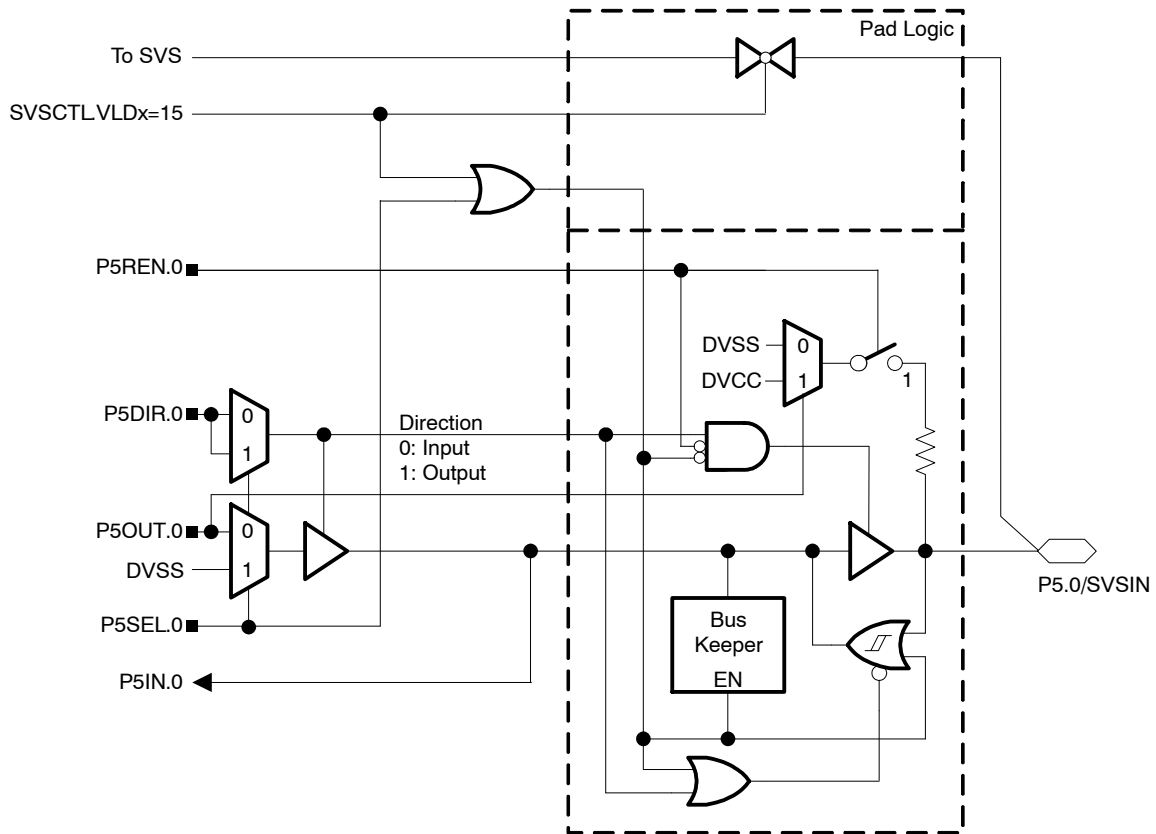 Pad Logic
To SVS
SVSCTL.VLDx=15
P5REN.0
DVSS
0
DVCC
1
1
P5DIR.0
0
1
Direction
0: Input
1: Output
P5OUT.0
0
DVSS
1
P5.0/SVSIN
P5SEL.0
Bus
Keeper
EN
P5IN.0